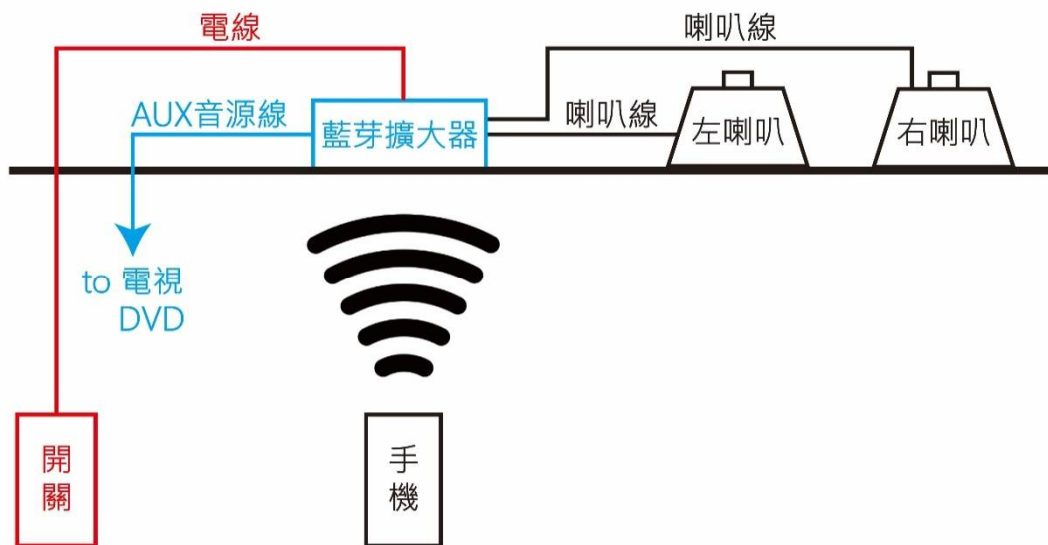 電線
喇叭線
AUX音源線
藍芽擴大器
喇叭線
左喇叭
右喇叭
to 電視
DVD
開
關
手
機